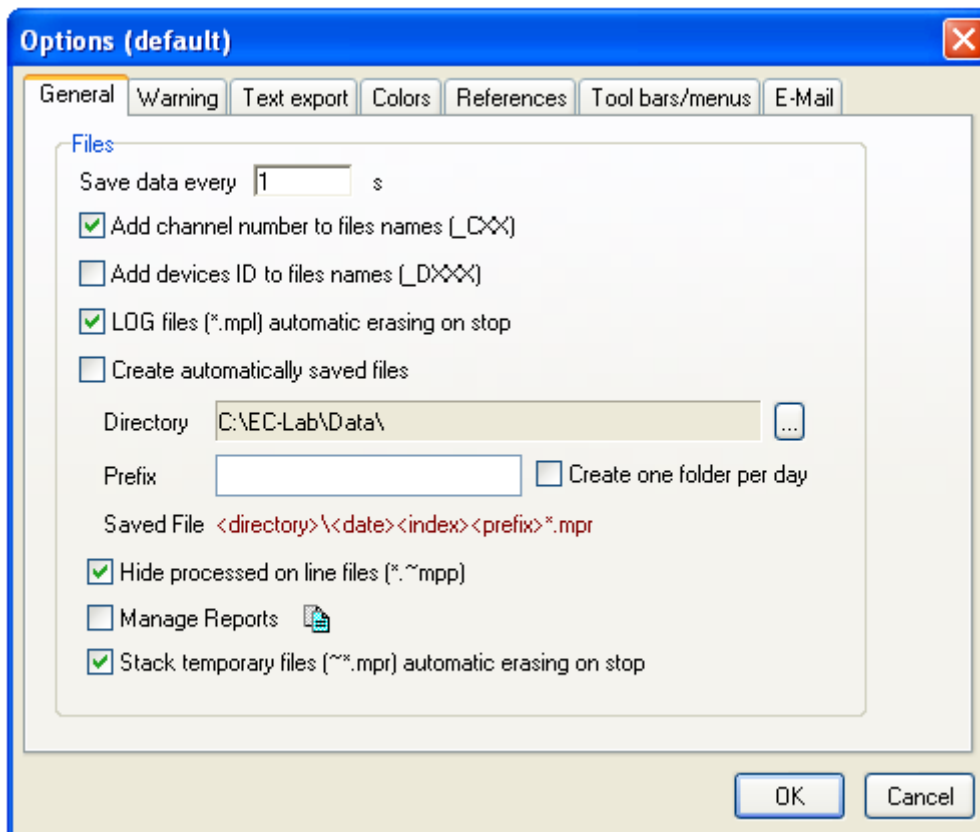 Options (default)
General Warning Text export Colors References Tool bars/menus E-Mail
Files
Save data every 1 s
Add channel number to files names (_CXX)
Add devices ID to files names (_DXXX)
LOG files (*.mpl) automatic erasing on stop
Create automatically saved files
Directory C:\EC-Lab\Data\ ...
Prefix Create one folder per day
Saved File <directory>\<date><index><prefix>*.mpr
Hide processed on line files (*.~mpp)
Manage Reports
Stack temporary files (~*.mpr) automatic erasing on stop
OK Cancel